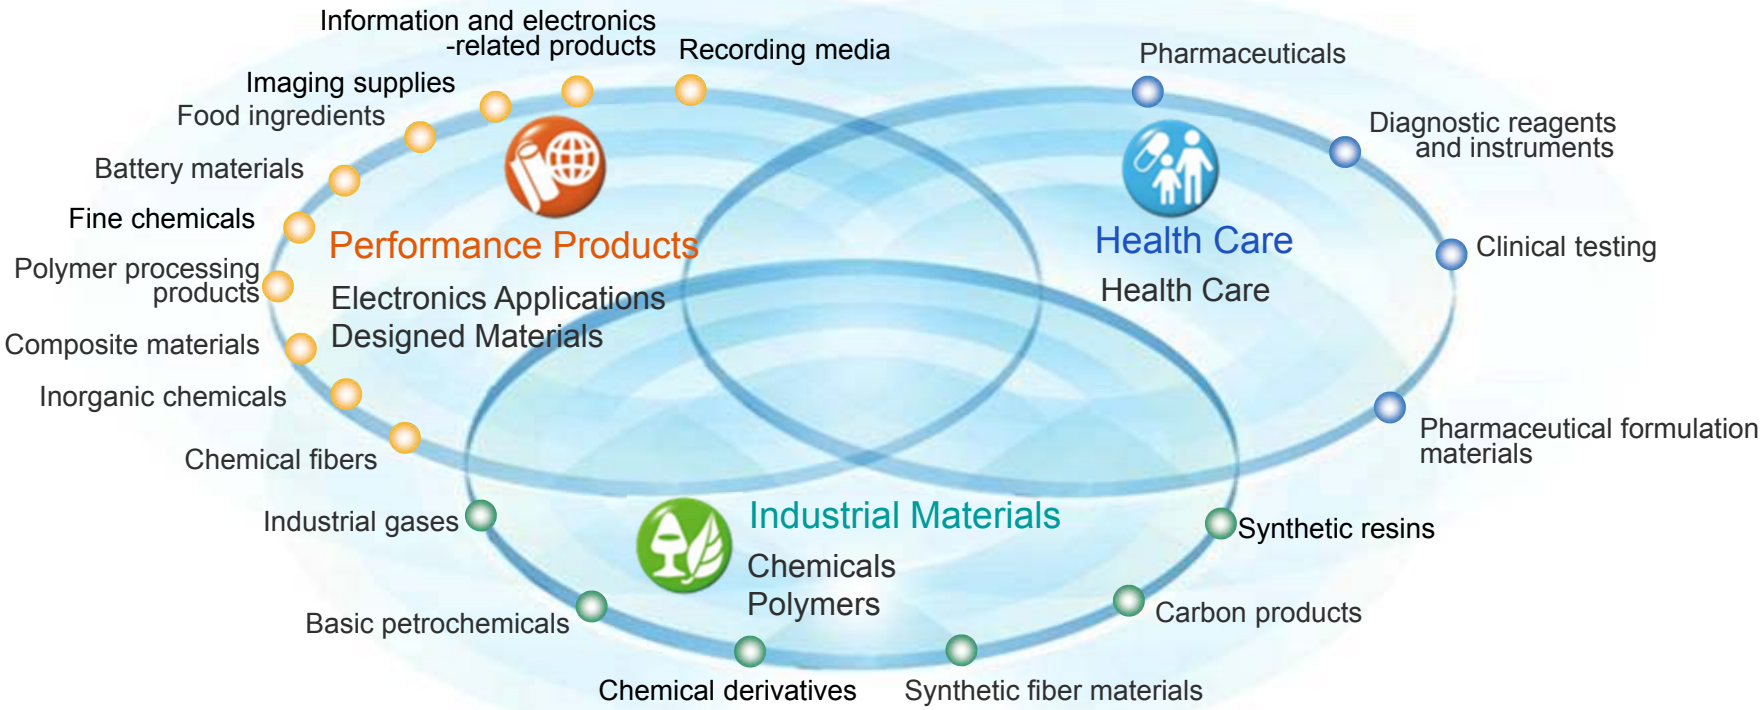 Information and electronics
-related products
Recording media
Imaging supplies
Food ingredients
Battery materials
Fine chemicals
Polymer processing
products
Composite materials
Inorganic chemicals
Chemical fibers
Performance Products
Electronics Applications
Designed Materials
Pharmaceuticals
Diagnostic reagents
and instruments
Clinical testing
Pharmaceutical formulation
materials
Health Care
Health Care
Industrial gases
Basic petrochemicals
Chemical derivatives
Synthetic fiber materials
Carbon products
Synthetic resins
Industrial Materials
Chemicals
Polymers